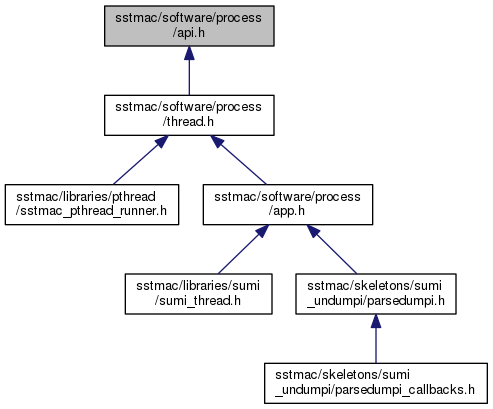 sstmac/software/process
/api.h
sstmac/software/process
/thread.h
sstmac/libraries/pthread
/sstmac_pthread_runner.h
sstmac/software/process
/app.h
sstmac/libraries/sumi
/sumi_thread.h
sstmac/skeletons/sumi
_undumpi/parsedumpi.h
sstmac/skeletons/sumi
_undumpi/parsedumpi_callbacks.h